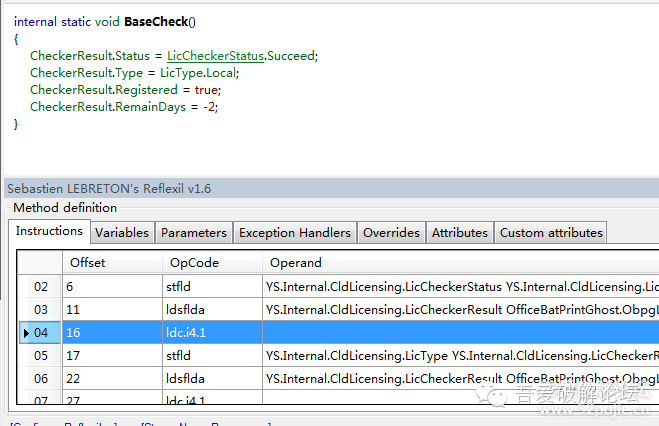 internal static void BaseCheck()
{
CheckerResult.Status = LicCheckerStatus.Succeed;
CheckerResult.Type = LicType.Local;
CheckerResult.Registered = true;
CheckerResult.RemainDays = -2;
}
Sebastien LEBRETON's Reflexil v1.6
Method definition
Instructions Variables Parameters Exception Handlers Overrides Attributes Custom attributes
Offset OpCode Operand
02 6 stfld YS.Internal.CldLicensing.LicCheckerStatus YS.Internal.CldLicensing.Li
03 11 ldsflda YS.Internal.CldLicensing.LicCheckerResult OfficeBatPrintGhost.ObpgL
04 16 ldc.i4.1
05 17 stfld YS.Internal.CldLicensing.LicType YS.Internal.CldLicensing.LicCheckerR
06 22 ldsflda YS.Internal.CldLicensing.LicCheckerResult OfficeBatPrintGhost.ObpgL
07 27 ldc.i4.1
吾爱破解论坛
www.52pojie.cn